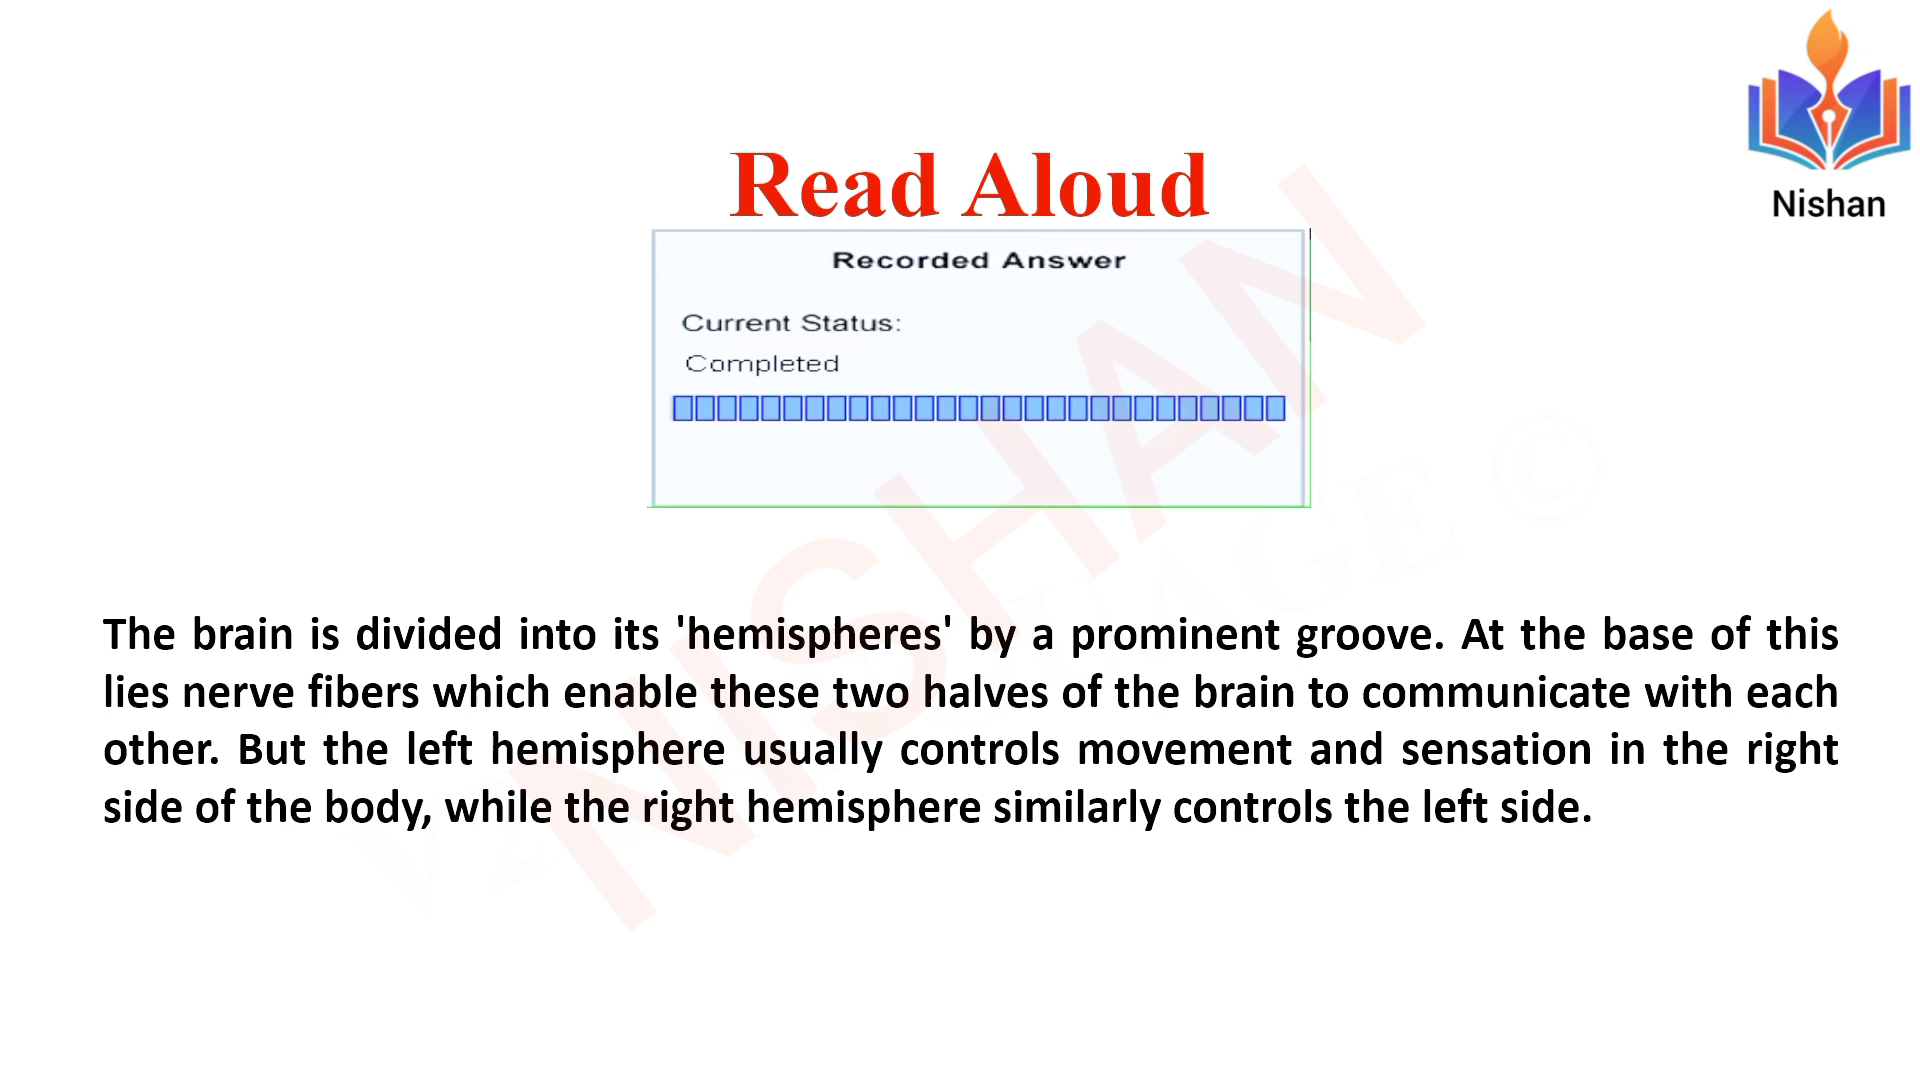 Nishan
Read Aloud
Recorded Answer
Current Status:
Completed
The brain is divided into its 'hemispheres' by a prominent groove. At the base of this
lies nerve fibers which enable these two halves of the brain to communicate with each
other. But the left hemisphere usually controls movement and sensation in the right
side of the body, while the right hemisphere similarly controls the left side.
NISHAN